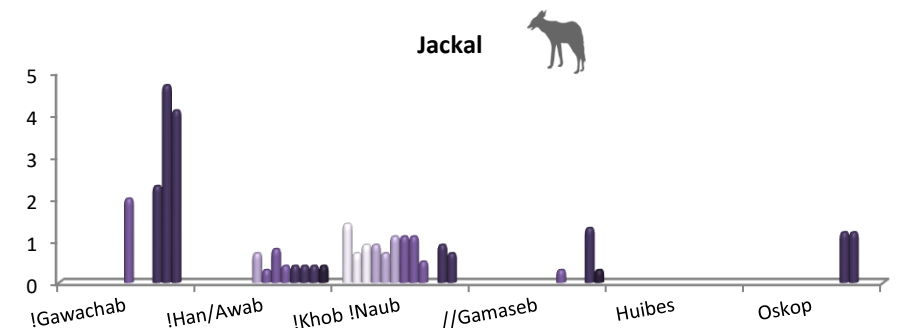 Jackal
5
4
3
2
1
0
!Gawachab
!Han/Awab
!Khob !Naub
//Gamaseb
Huibes
Oskop